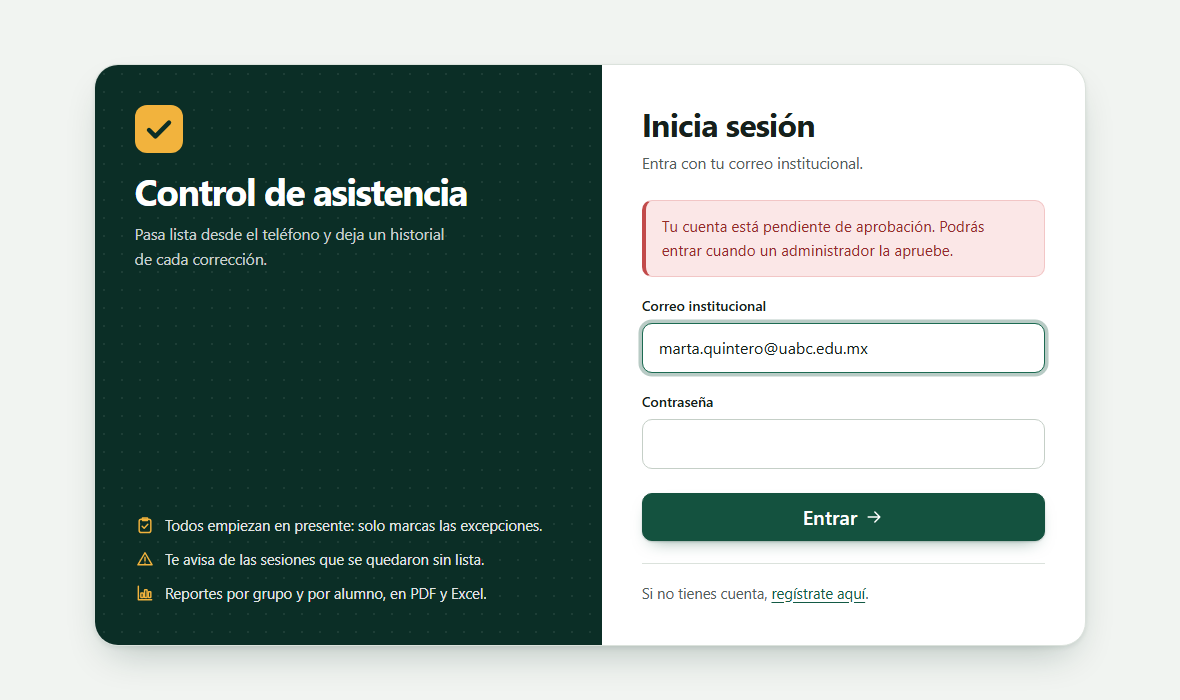 Control de asistencia
Pasa lista desde el teléfono y deja un historial
de cada corrección.
Todos empiezan en presente: solo marcas las excepciones.
Te avisa de las sesiones que se quedaron sin lista.
Reportes por grupo y por alumno, en PDF y Excel.
Inicia sesión
Entra con tu correo institucional.
Tu cuenta está pendiente de aprobación. Podrás
entrar cuando un administrador la apruebe.
Correo institucional
marta.quintero@uabc.edu.mx
Contraseña
Entrar →
Si no tienes cuenta, regístrate aquí.